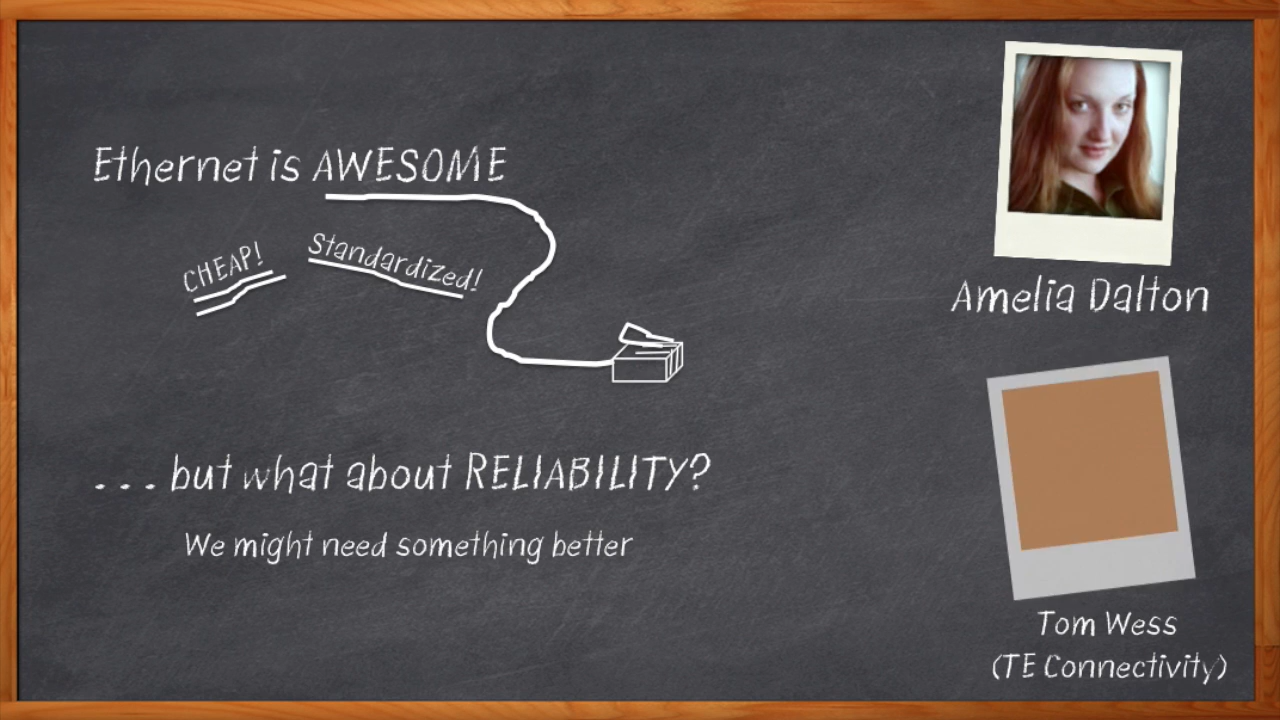 Ethernet is AWESOME
CHEAP!
Standardized!
. . . but what about RELIABILITY?
We might need something better
Amelia Dalton
Tom Wess
(TE Connectivity)